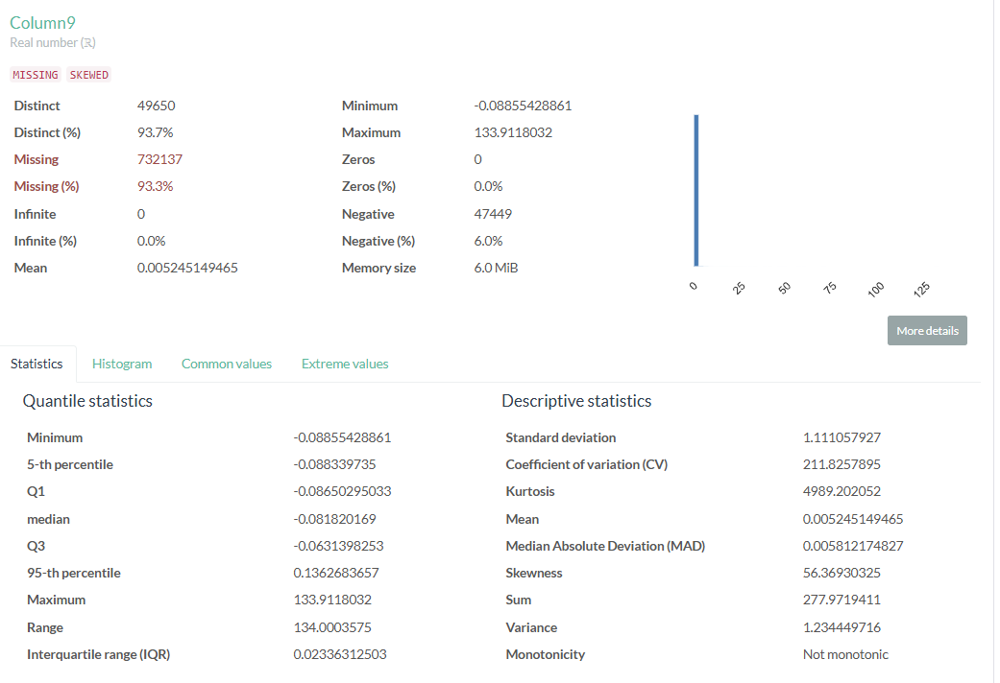 Column9
Real number (ℝ)
MISSING SKEWED
Distinct 49650 Minimum -0.08855428861
Distinct (%) 93.7% Maximum 133.9118032
Missing 732137 Zeros 0
Missing (%) 93.3% Zeros (%) 0.0%
Infinite 0 Negative 47449
Infinite (%) 0.0% Negative (%) 6.0%
Mean 0.005245149465 Memory size 6.0 MiB
0 25 50 75 100 125
More details
Statistics Histogram Common values Extreme values
Quantile statistics
Minimum -0.08855428861
5-th percentile -0.088339735
Q1 -0.08650295033
median -0.081820169
Q3 -0.0631398253
95-th percentile 0.1362683657
Maximum 133.9118032
Range 134.0003575
Interquartile range (IQR) 0.02336312503
Descriptive statistics
Standard deviation 1.111057927
Coefficient of variation (CV) 211.8257895
Kurtosis 4989.202052
Mean 0.005245149465
Median Absolute Deviation (MAD) 0.005812174827
Skewness 56.36930325
Sum 277.9719411
Variance 1.234449716
Monotonicity Not monotonic